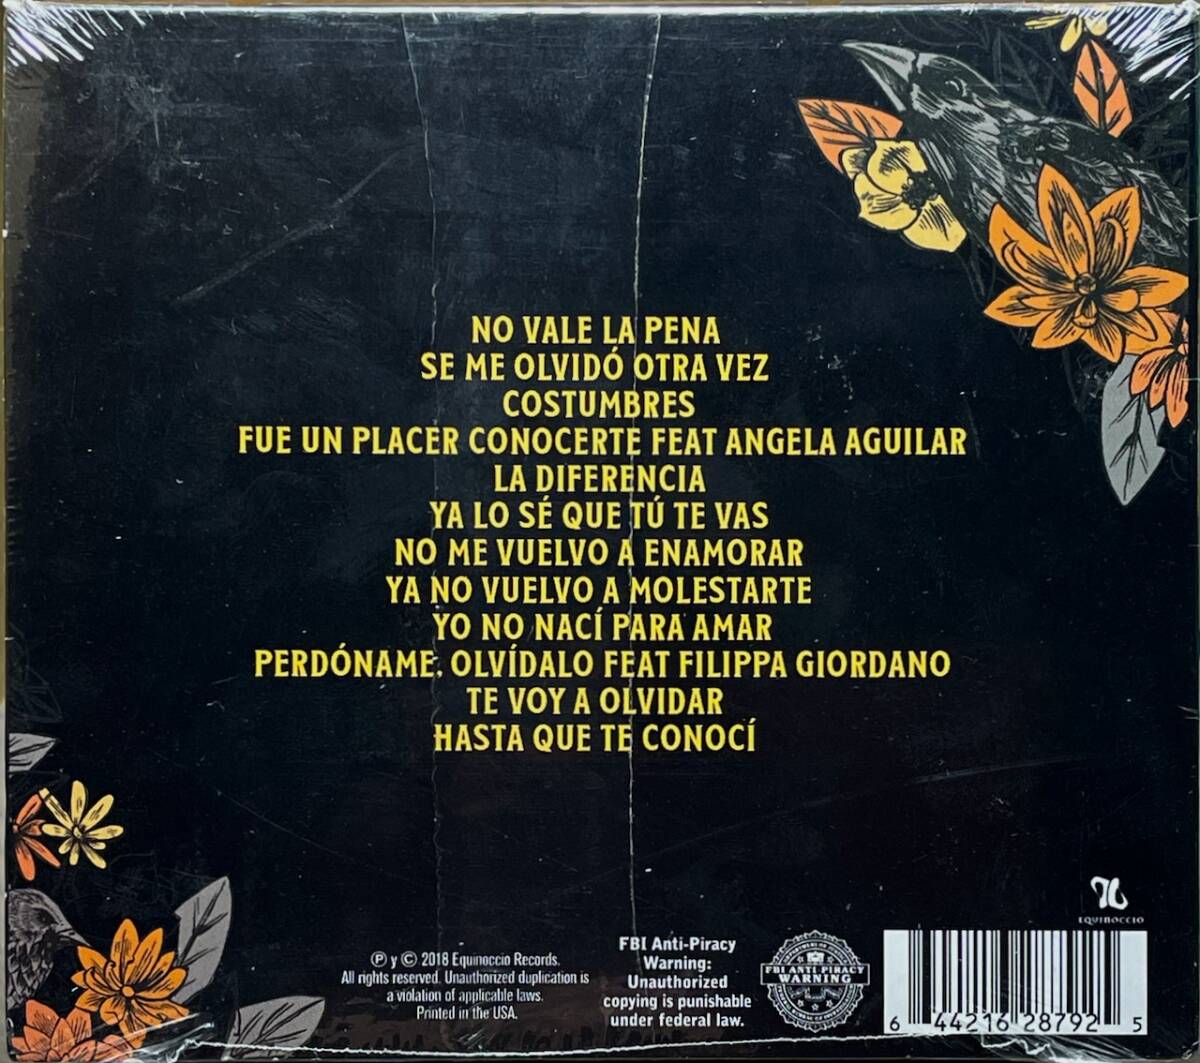 NO VALE LA PENA
SE ME OLVIDÓ OTRA VEZ
COSTUMBRES
FUE UN PLACER CONOCERTE FEAT ANGELA AGUILAR
LA DIFERENCIA
YA LO SÉ QUE TÚ TE VAS
NO ME VUELVO A ENAMORAR
YA NO VUELVO A MOLESTARTE
YO NO NACÍ PARA AMAR
PERDÓNAME, OLVÍDALO FEAT FILIPPA GIORDANO
TE VOY A OLVIDAR
HASTA QUE TE CONOCÍ
EQUINOCCIO
Ⓟ y Ⓒ 2018 Equinoccio Records.
All rights reserved. Unauthorized duplication is
a violation of applicable laws.
Printed in the USA.
FBI Anti-Piracy
Warning:
Unauthorized
copying is punishable
under federal law.
FBI ANTI-PIRACY
WARNING
6 44216 28792 5